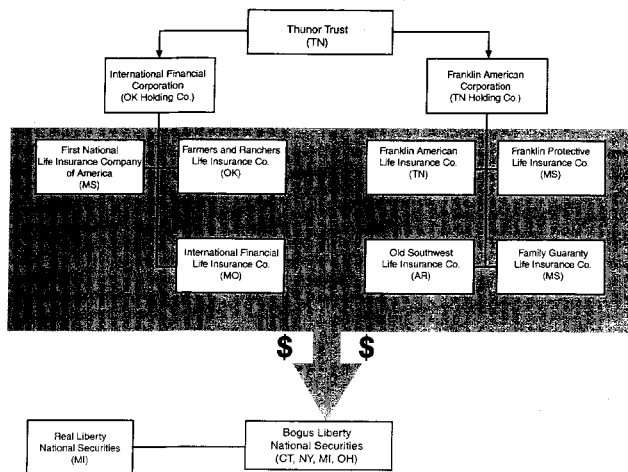 Thunor Trust
(TN)
International Financial
Corporation
(OK Holding Co.)
Franklin American
Corporation
(TN Holding Co.)
First National
Life Insurance Company
of America
(MS)
Farmers and Ranchers
Life Insurance Co.
(OK)
Franklin American
Life Insurance Co.
(TN)
Franklin Protective
Life Insurance Co.
(MS)
International Financial
Life Insurance Co.
(MO)
Old Southwest
Life Insurance Co.
(AR)
Family Guaranty
Life Insurance Co.
(MS)
$ $
Real Liberty
National Securities
(MI)
Bogus Liberty
National Securities
(CT, NY, MI, OH)